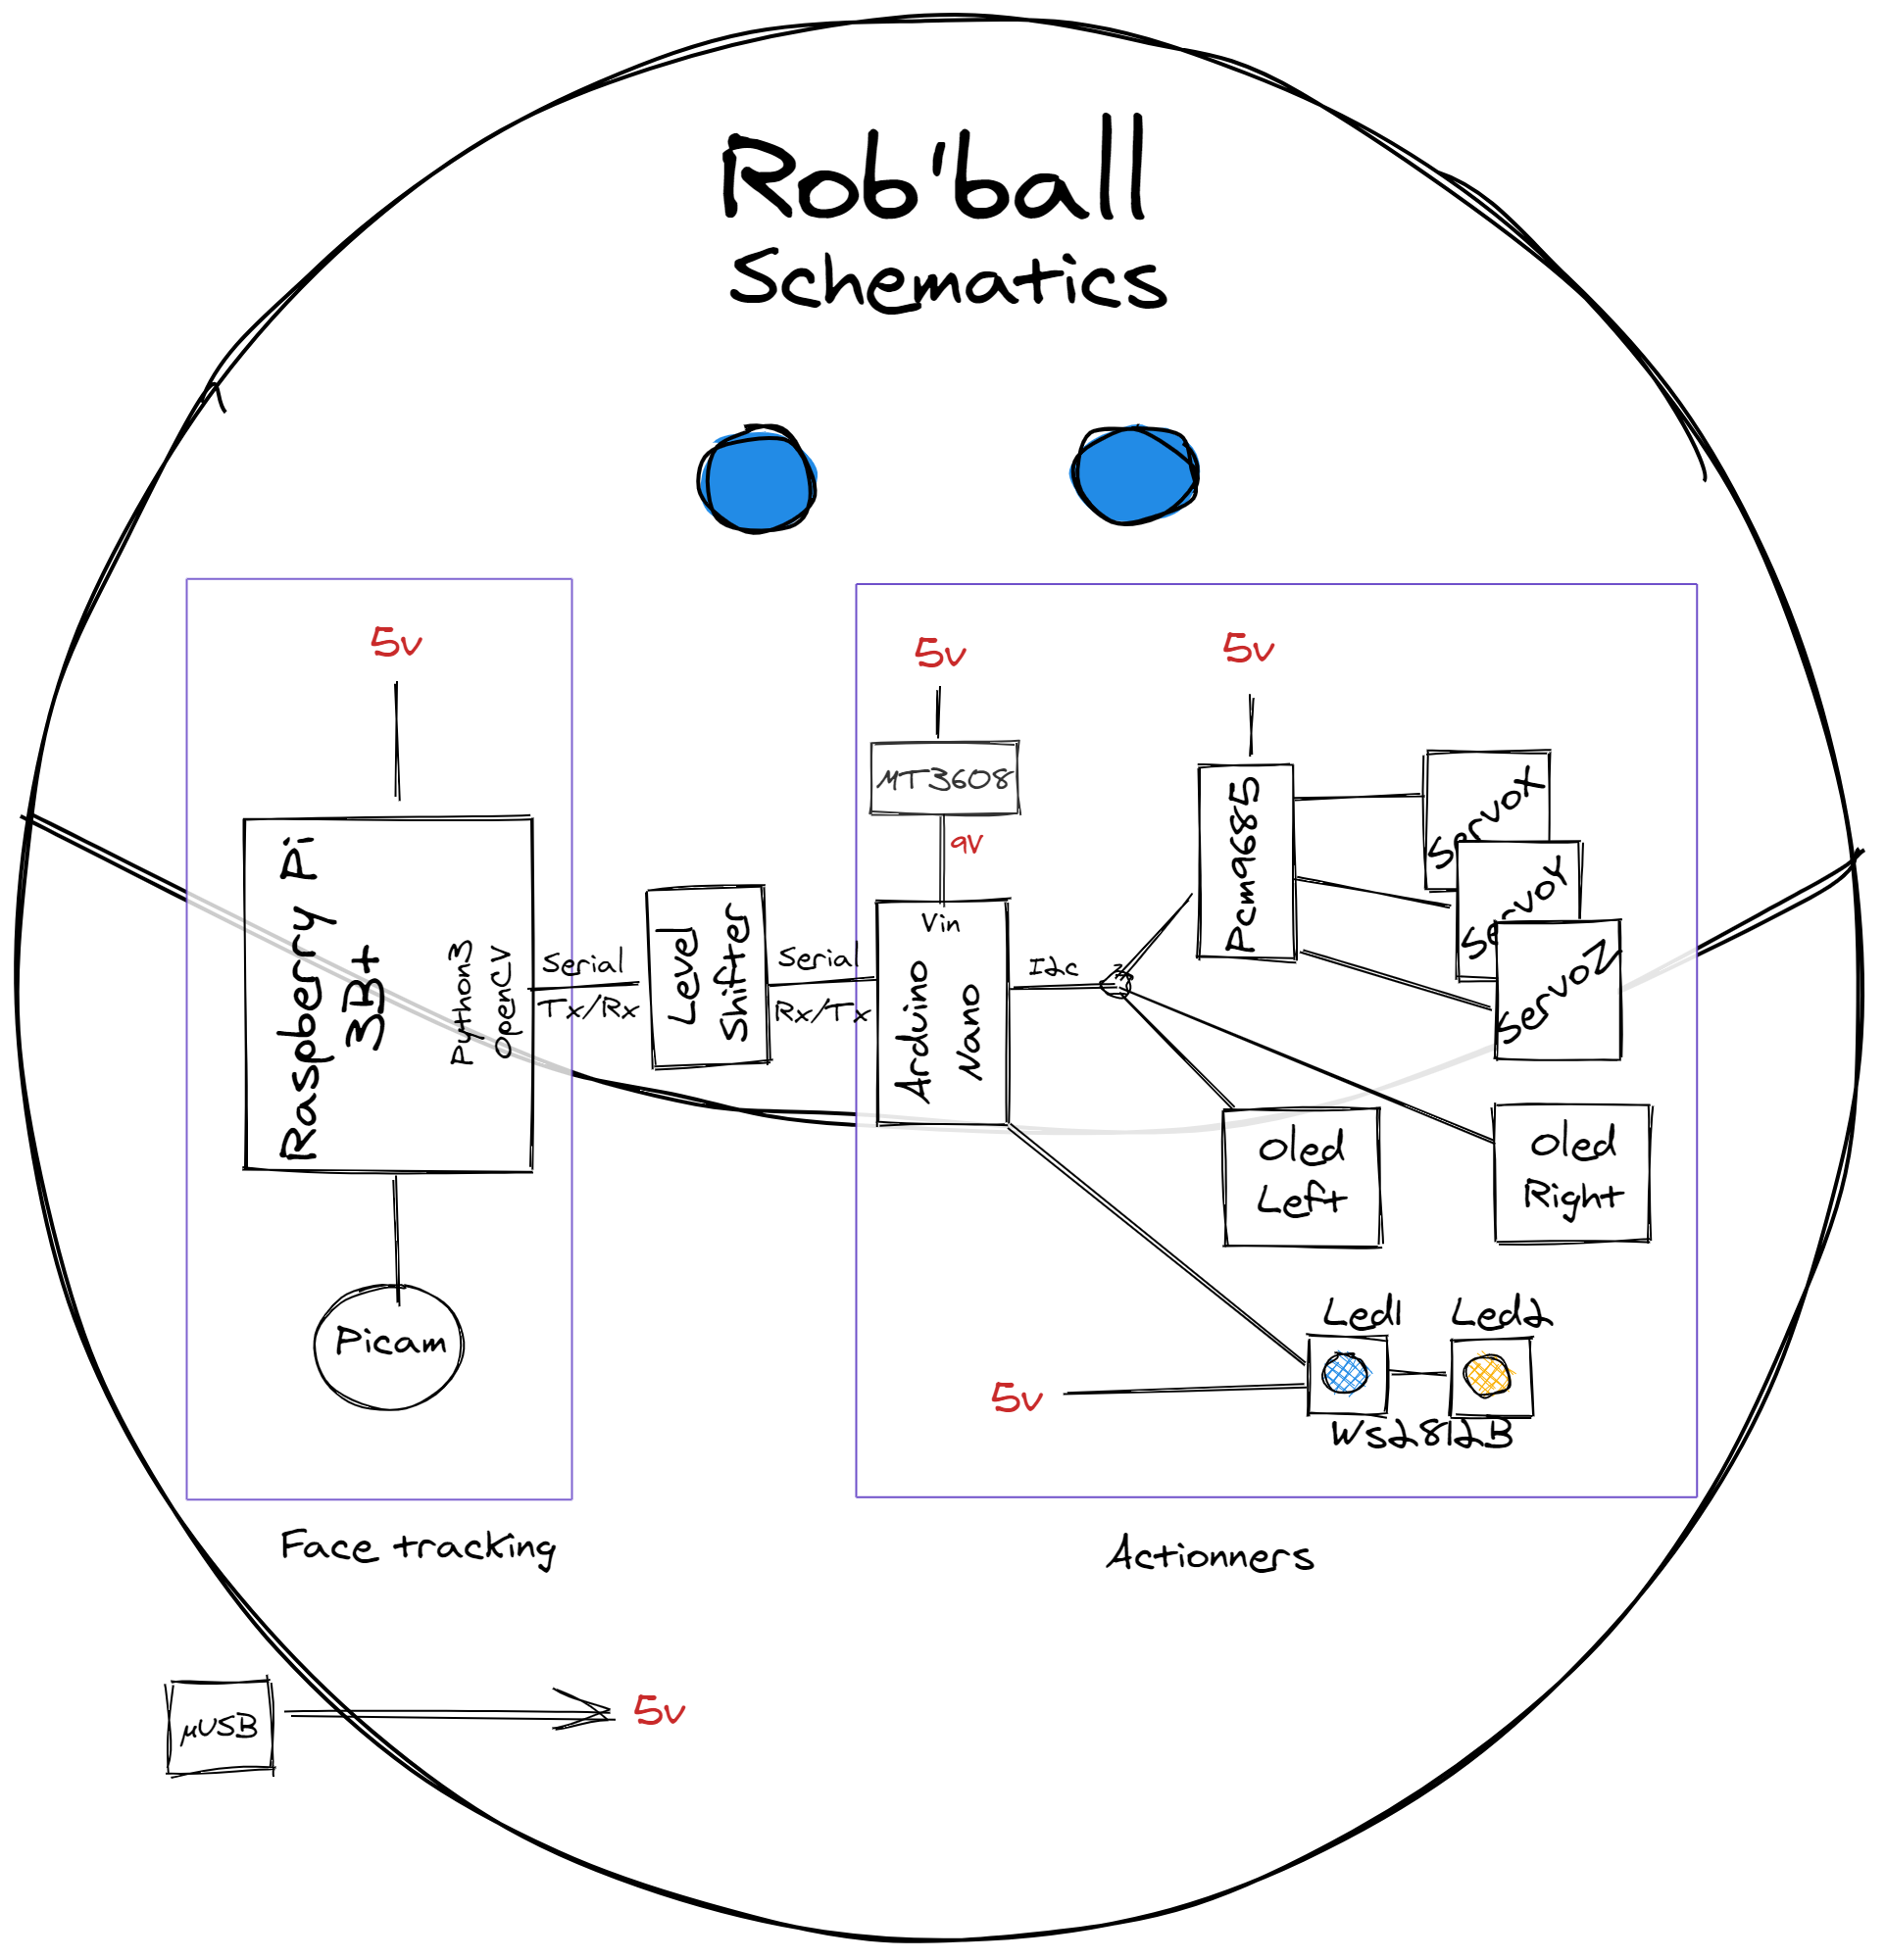 Rob'ball
Schematics
5v
Raspberry Pi
3B+
Python3
OpenCV
Picam
Face tracking
Serial
Tx/Rx
Level
Shifter
Serial
Rx/Tx
5v
MT3608
9V
Vin
Arduino
Nano
I2c
5v
Pcm9685
ServoX
ServoY
ServoZ
Oled
Left
Oled
Right
Led1
Led2
5v
Ws2812B
Actionners
µUSB
5v